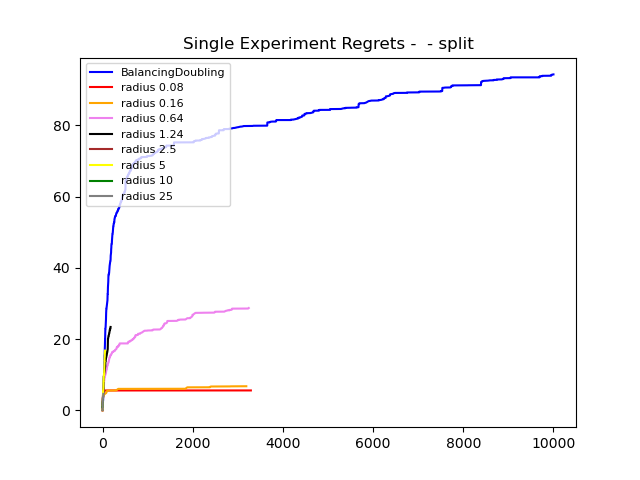 Single Experiment Regrets -  - split
BalancingDoubling
radius 0.08
radius 0.16
radius 0.64
radius 1.24
radius 2.5
radius 5
radius 10
radius 25
80
60
40
20
0
0 2000 4000 6000 8000 10000